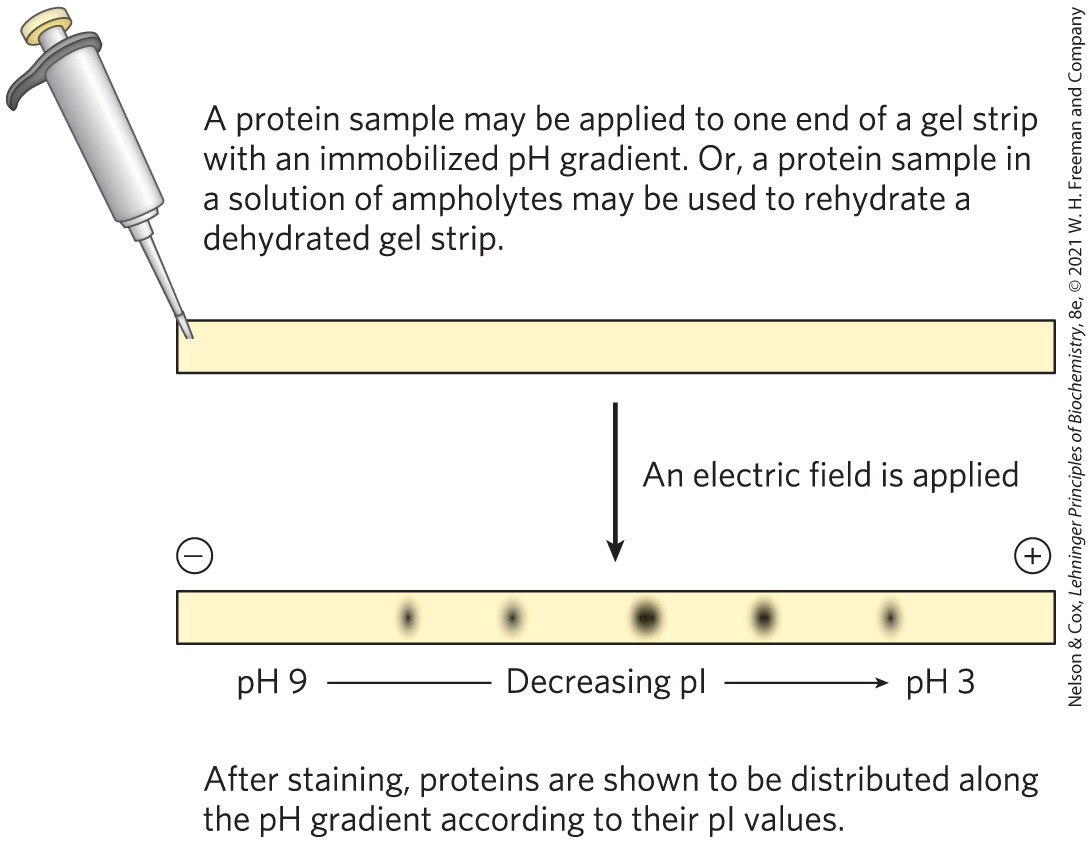 A protein sample may be applied to one end of a gel strip
with an immobilized pH gradient. Or, a protein sample in
a solution of ampholytes may be used to rehydrate a
dehydrated gel strip.
An electric field is applied
− +
pH 9 Decreasing pI pH 3
After staining, proteins are shown to be distributed along
the pH gradient according to their pI values.
Nelson & Cox, Lehninger Principles of Biochemistry, 8e, © 2021 W. H. Freeman and Company